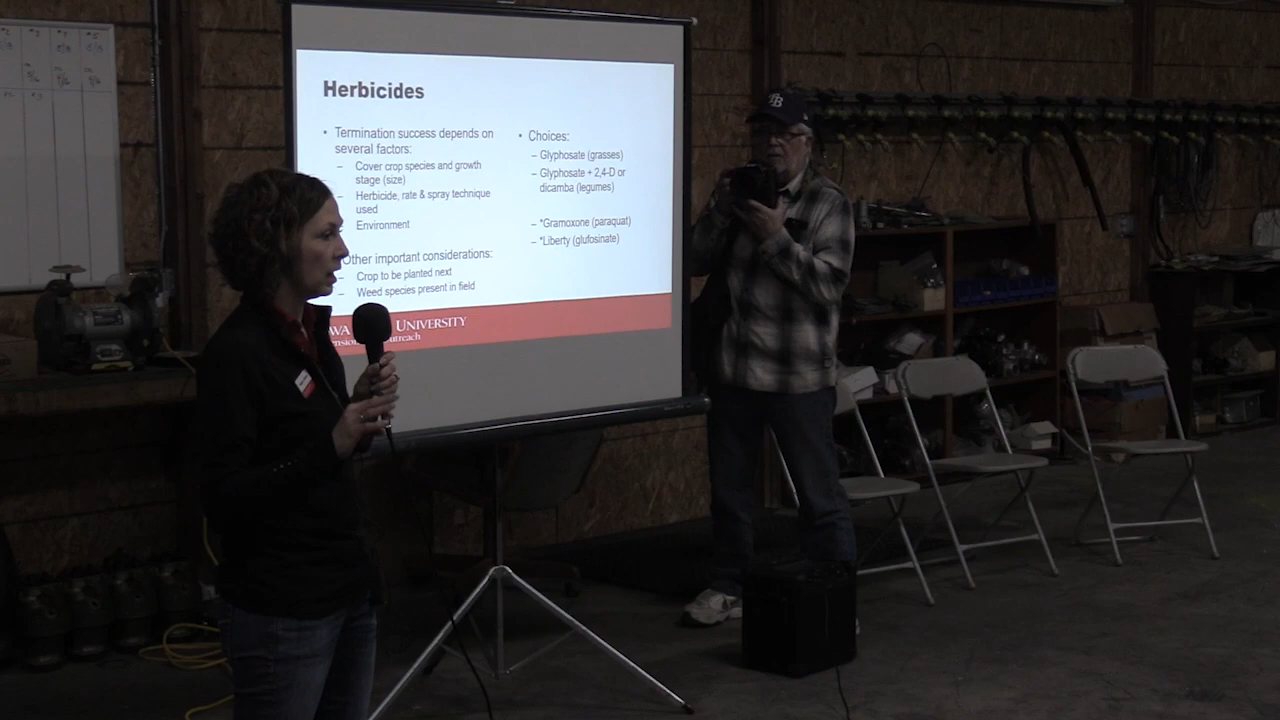 Herbicides
• Termination success depends on
several factors:
– Cover crop species and growth
stage (size)
– Herbicide, rate & spray technique
used
– Environment
Other important considerations:
– Crop to be planted next
– Weed species present in field
• Choices:
– Glyphosate (grasses)
– Glyphosate + 2,4-D or
dicamba (legumes)
– *Gramoxone (paraquat)
– *Liberty (glufosinate)
WA UNIVERSITY
TB